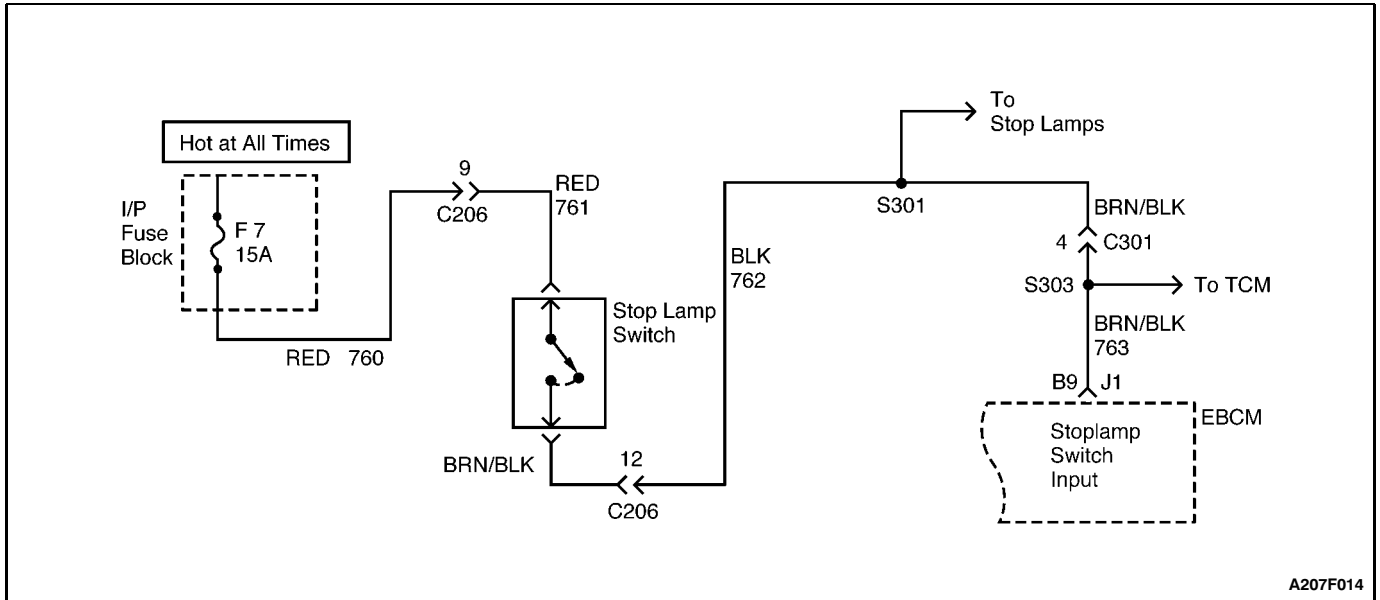 Hot at All Times
I/P
Fuse
Block
F 7
15A
RED 760
9
C206
RED
761
Stop Lamp
Switch
BRN/BLK
12
C206
BLK
762
To
Stop Lamps
S301
BRN/BLK
4 C301
S303
To TCM
BRN/BLK
763
B9 J1
EBCM
Stoplamp
Switch
Input
A207F014